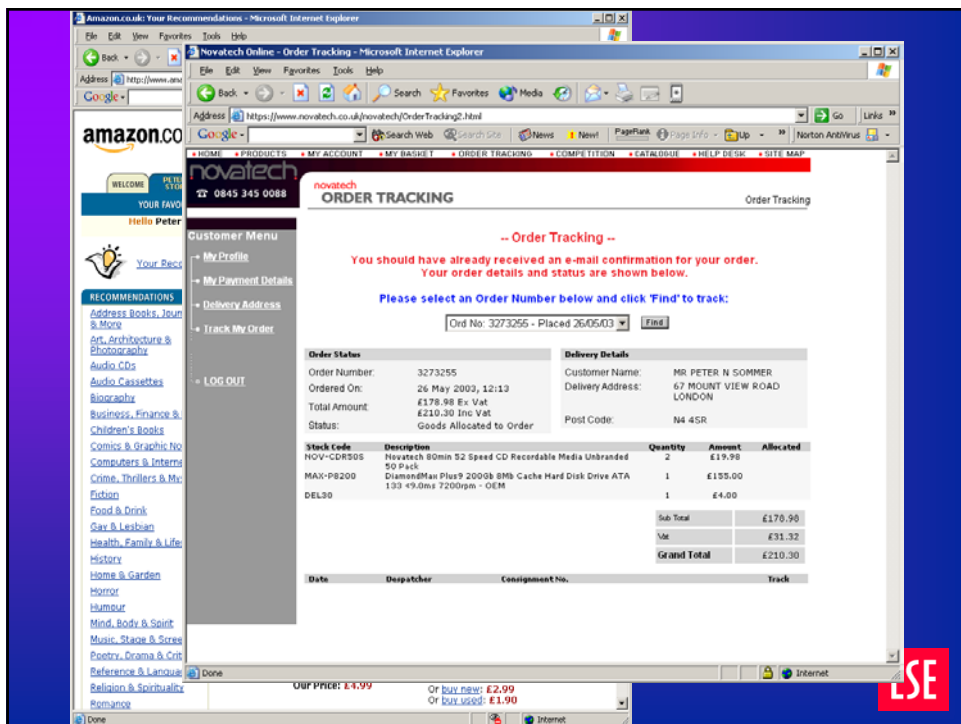 Amazon.co.uk: Your Recommendations - Microsoft Internet Explorer
File Edit View Favorites Tools Help
Back
Address http://www.ama
Google
amazon.co
WELCOME
YOUR FAVO
Hello Peter
Your Reco
RECOMMENDATIONS
Address Books, Journ
& More
Art, Architecture &
Photography
Audio CDs
Audio Cassettes
Biography
Business, Finance &
Children's Books
Comics & Graphic No
Computers & Interne
Crime, Thrillers & My
Fiction
Food & Drink
Gay & Lesbian
Health, Family & Life
History
Home & Garden
Horror
Humour
Mind, Body & Spirit
Music, Stage & Scree
Poetry, Drama & Crit
Reference & Languag
Religion & Spirituality
Romance
Our Price: £4.99
Or buy new: £2.99
Or buy used: £1.90
Done
Internet
Novatech Online - Order Tracking - Microsoft Internet Explorer
File Edit View Favorites Tools Help
Back Search Favorites Media
Address https://www.novatech.co.uk/novatech/OrderTracking2.html Go Links »
Google Search Web Search Site News New! PageRank Page Info Up » Norton AntiVirus
HOME PRODUCTS MY ACCOUNT MY BASKET ORDER TRACKING COMPETITION CATALOGUE HELP DESK SITE MAP
novatech
0845 345 0088
novatech
ORDER TRACKING
Order Tracking
Customer Menu
My Profile
My Payment Details
Delivery Address
Track My Order
LOG OUT
-- Order Tracking --
You should have already received an e-mail confirmation for your order.
Your order details and status are shown below.
Please select an Order Number below and click 'Find' to track:
Ord No: 3273255 - Placed 26/05/03 Find
Order Status
Order Number: 3273255
Ordered On: 26 May 2003, 12:13
Total Amount: £178.98 Ex Vat
£210.30 Inc Vat
Status: Goods Allocated to Order
Delivery Details
Customer Name: MR PETER N SOMMER
Delivery Address: 67 MOUNT VIEW ROAD
LONDON
Post Code: N4 4SR
Stock Code Description Quantity Amount Allocated
NOV-CDR50S Novatech 80min 52 Speed CD Recordable Media Unbranded 2 £19.98
50 Pack
MAX-P8200 DiamondMax Plus9 200Gb 8Mb Cache Hard Disk Drive ATA 1 £155.00
133 <9.0ms 7200rpm - OEM
DEL30 1 £4.00
Sub Total £178.98
Vat £31.32
Grand Total £210.30
Date Despatcher Consignment No. Track
Done
Internet
LSE